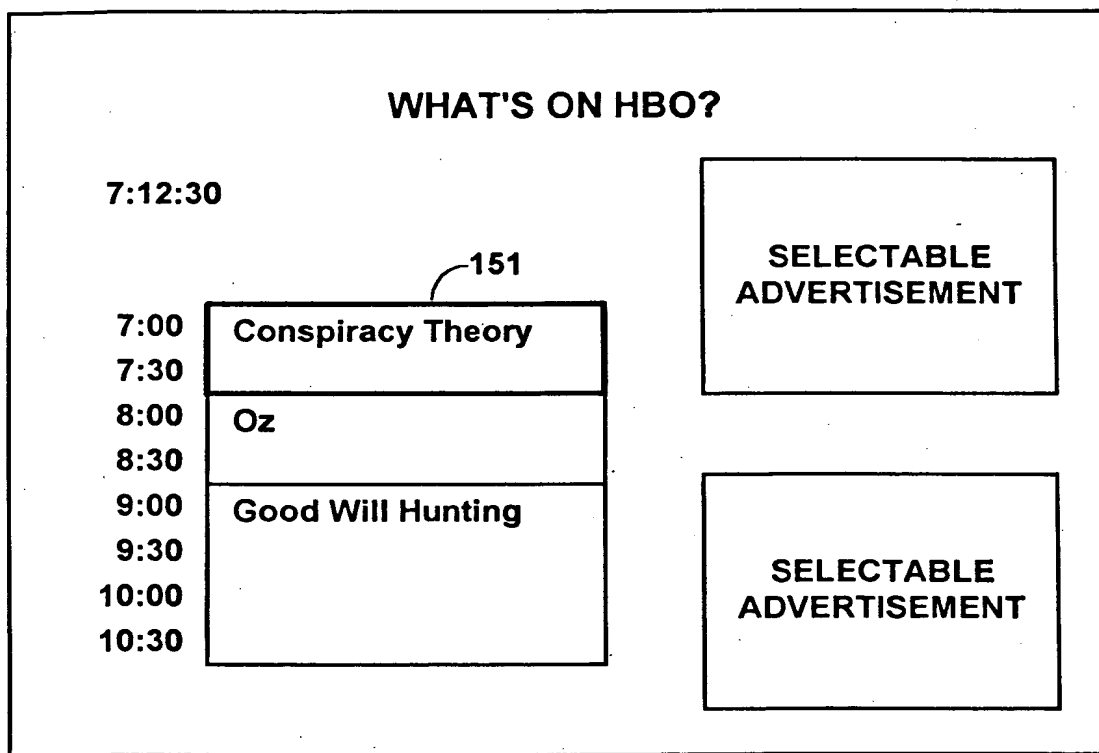 WHAT'S ON HBO?
7:12:30
151
7:00 Conspiracy Theory
7:30
8:00 Oz
8:30
9:00 Good Will Hunting
9:30
10:00
10:30
SELECTABLE
ADVERTISEMENT
SELECTABLE
ADVERTISEMENT